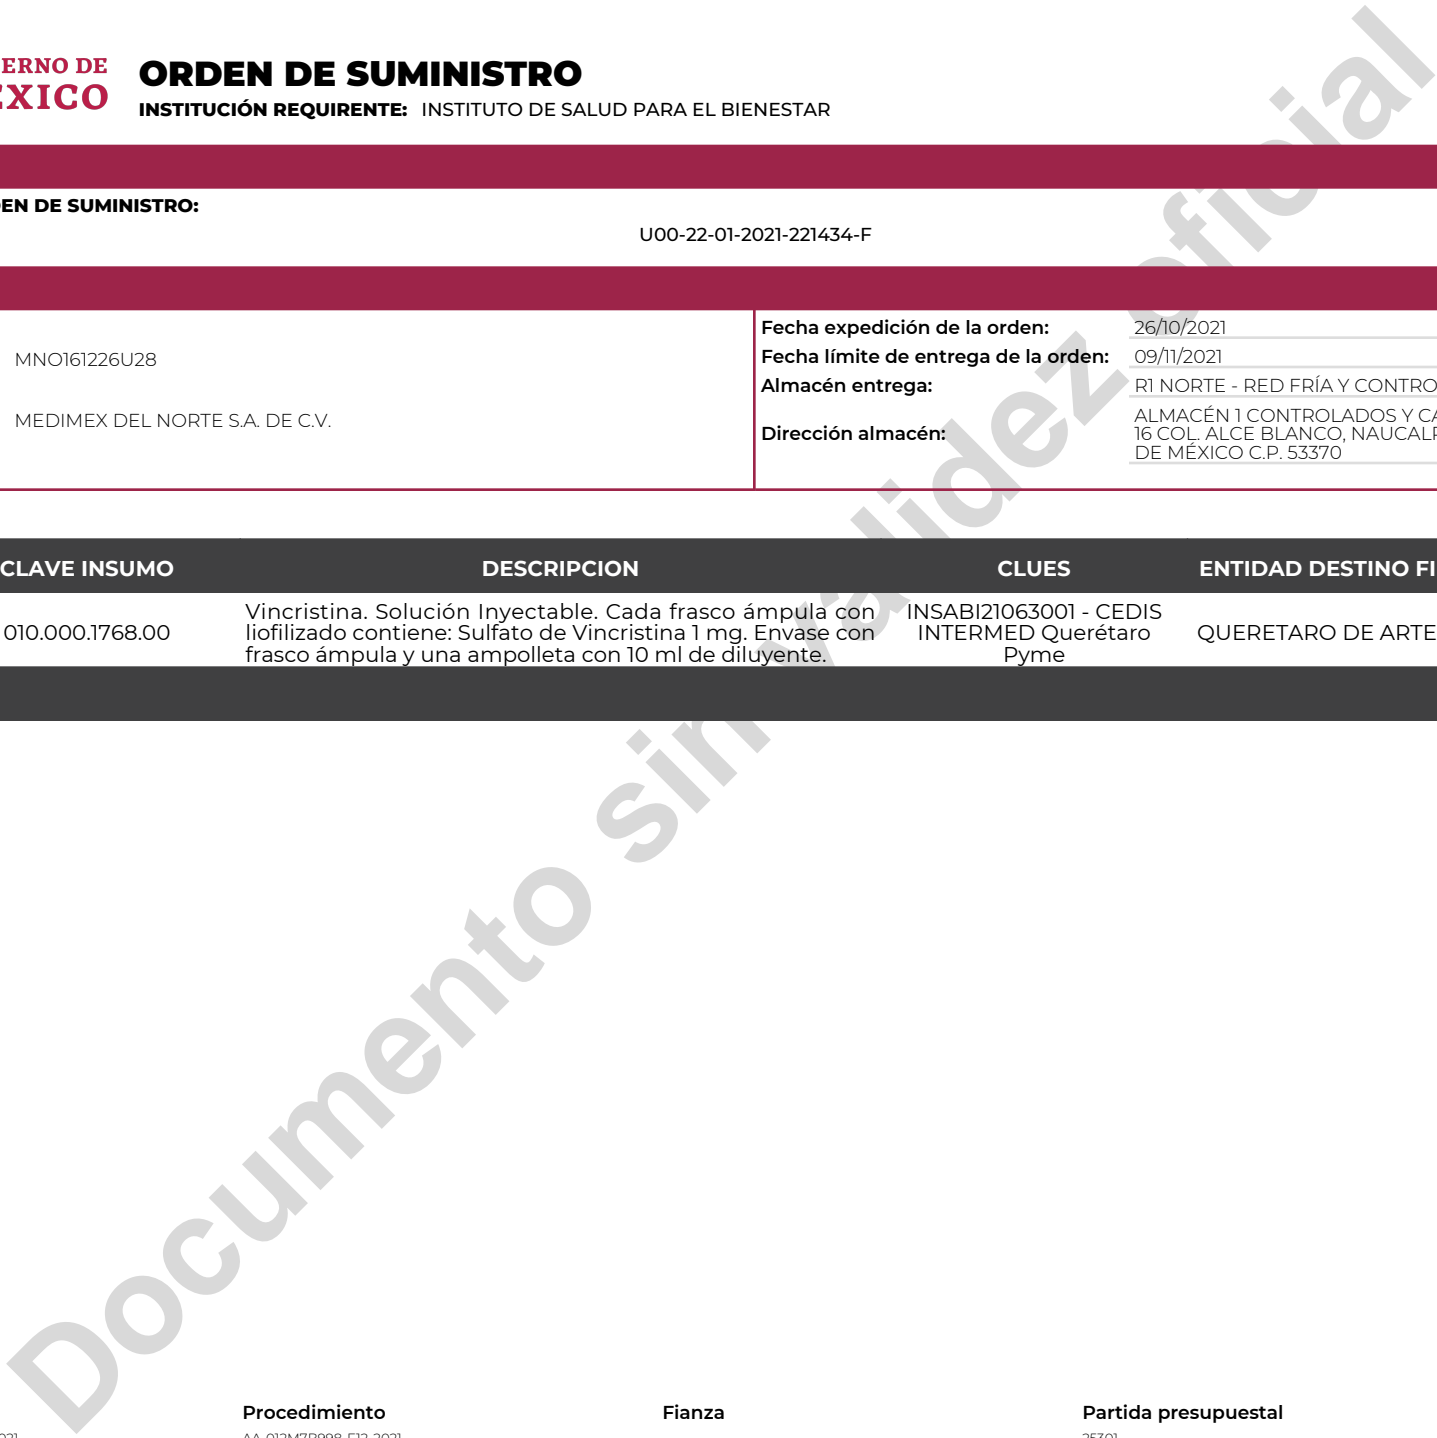 ERNO DE
ÉXICO
ORDEN DE SUMINISTRO
INSTITUCIÓN REQUIRENTE: INSTITUTO DE SALUD PARA EL BIENESTAR
EN DE SUMINISTRO:
U00-22-01-2021-221434-F
MNO161226U28
MEDIMEX DEL NORTE S.A. DE C.V.
Fecha expedición de la orden: 26/10/2021
Fecha límite de entrega de la orden: 09/11/2021
Almacén entrega: R1 NORTE - RED FRÍA Y CONTRO
Dirección almacén:
ALMACÉN 1 CONTROLADOS Y CA
16 COL. ALCE BLANCO, NAUCALP
DE MÉXICO C.P. 53370
CLAVE INSUMO DESCRIPCION CLUES ENTIDAD DESTINO FI
010.000.1768.00
Vincristina. Solución Inyectable. Cada frasco ámpula con
liofilizado contiene: Sulfato de Vincristina 1 mg. Envase con
frasco ámpula y una ampolleta con 10 ml de diluyente.
INSABI21063001 - CEDIS
INTERMED Querétaro
Pyme
QUERETARO DE ARTE
Documento sin validez oficial
Procedimiento Fianza Partida presupuestal